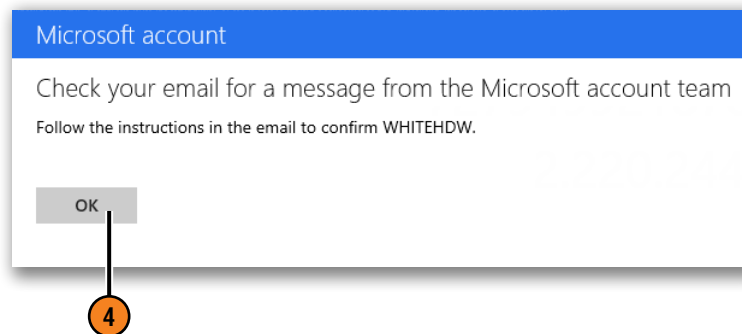 Microsoft account
Check your email for a message from the Microsoft account team
Follow the instructions in the email to confirm WHITEHDW.
OK
4